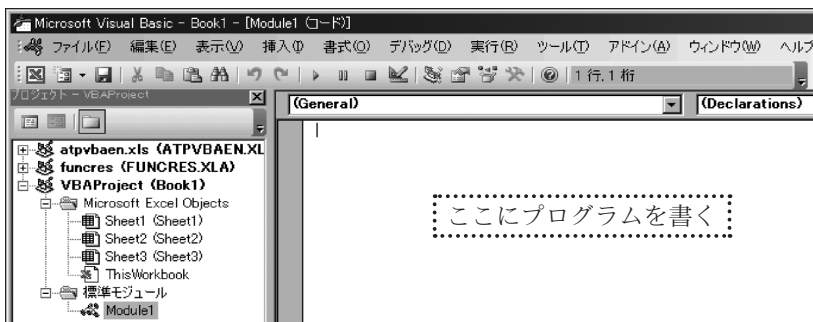 Microsoft Visual Basic - Book1 - [Module1 (コード)]
ファイル(F) 編集(E) 表示(V) 挿入(I) 書式(O) デバッグ(D) 実行(R) ツール(T) アドイン(A) ウィンドウ(W) ヘルプ
1 行, 1 桁
プロジェクト - VBAProject
(General) (Declarations)
atpvbaen.xls (ATPVBAEN.XL
funcres (FUNCRES.XLA)
VBAProject (Book1)
Microsoft Excel Objects
Sheet1 (Sheet1)
Sheet2 (Sheet2)
Sheet3 (Sheet3)
ThisWorkbook
標準モジュール
Module1
ここにプログラムを書く